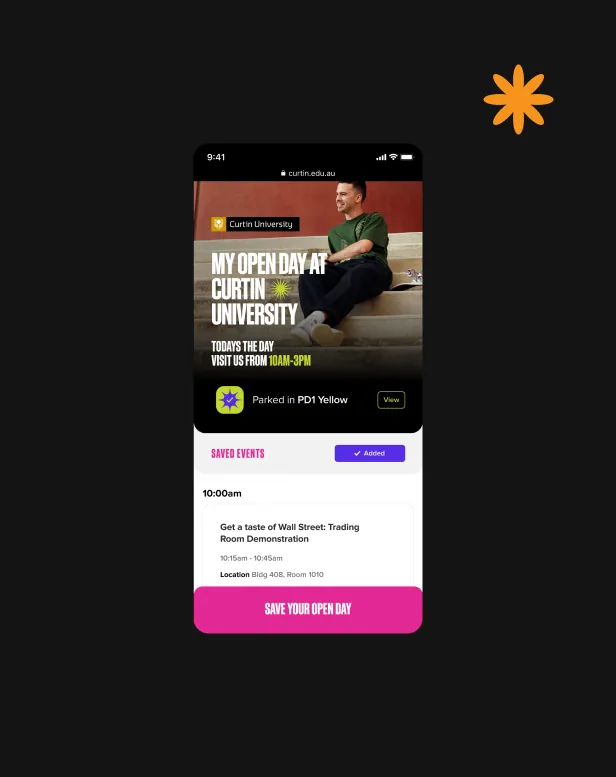 9:41
curtin.edu.au
Curtin University
MY OPEN DAY AT
CURTIN
UNIVERSITY
TODAYS THE DAY
VISIT US FROM 10AM-3PM
Parked in PD1 Yellow
View
SAVED EVENTS
Added
10:00am
Get a taste of Wall Street: Trading
Room Demonstration
10:15am - 10:45am
Location Bldg 408, Room 1010
SAVE YOUR OPEN DAY